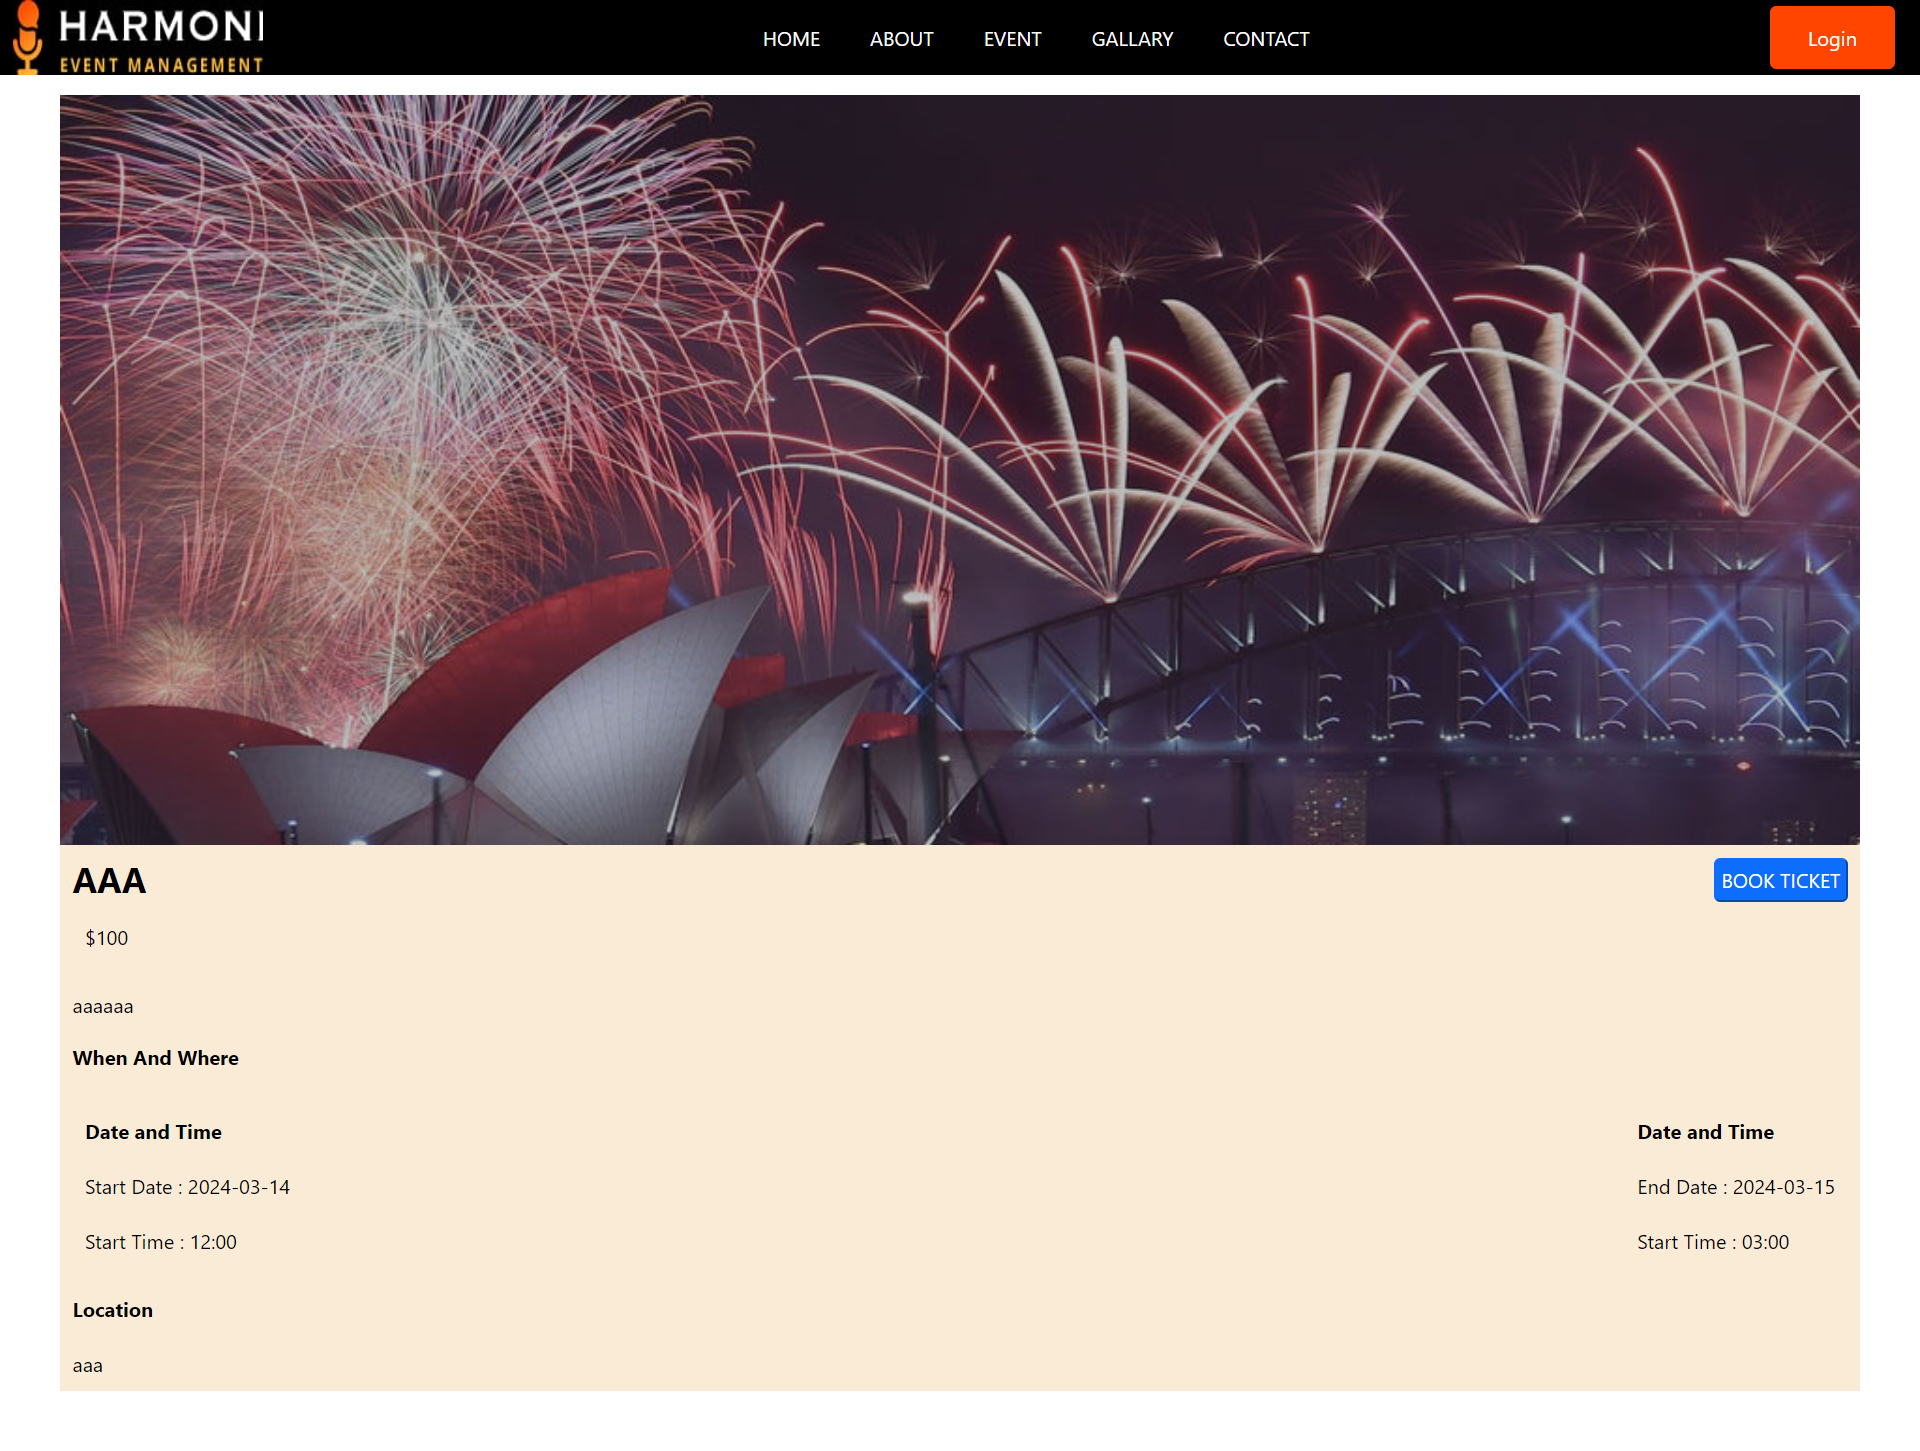 HARMONI
EVENT MANAGEMENT
HOME ABOUT EVENT GALLARY CONTACT
Login
AAA
BOOK TICKET
$100
aaaaaa
When And Where
Date and Time
Start Date : 2024-03-14
Start Time : 12:00
Date and Time
End Date : 2024-03-15
Start Time : 03:00
Location
aaa